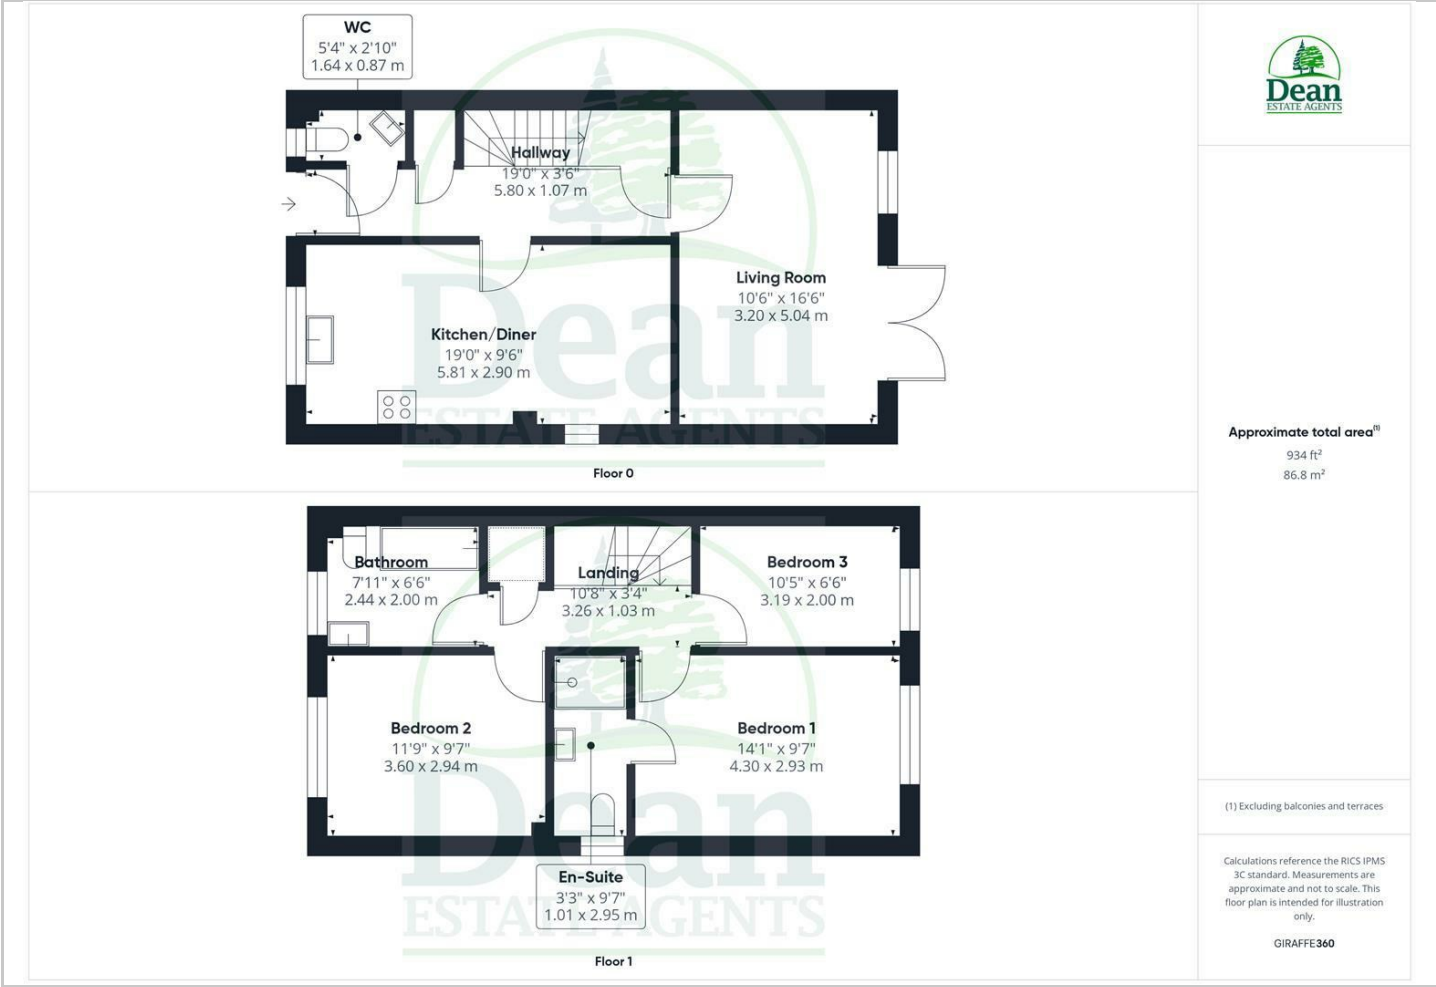 WC
5'4" x 2'10"
1.64 x 0.87 m
Hallway
19'0" x 3'6"
5.80 x 1.07 m
Living Room
10'6" x 16'6"
3.20 x 5.04 m
Kitchen/Diner
19'0" x 9'6"
5.81 x 2.90 m
Dean
ESTATE AGENTS
Floor 0
Bathroom
7'11" x 6'6"
2.44 x 2.00 m
Landing
10'8" x 3'4"
3.26 x 1.03 m
Bedroom 3
10'5" x 6'6"
3.19 x 2.00 m
Bedroom 2
11'9" x 9'7"
3.60 x 2.94 m
Bedroom 1
14'1" x 9'7"
4.30 x 2.93 m
En-Suite
3'3" x 9'7"
1.01 x 2.95 m
Dean
ESTATE AGENTS
Floor 1
Dean
ESTATE AGENTS
Approximate total area⁽¹⁾
934 ft²
86.8 m²
(1) Excluding balconies and terraces
Calculations reference the RICS IPMS
3C standard. Measurements are
approximate and not to scale. This
floor plan is intended for illustration
only.
GIRAFFE360